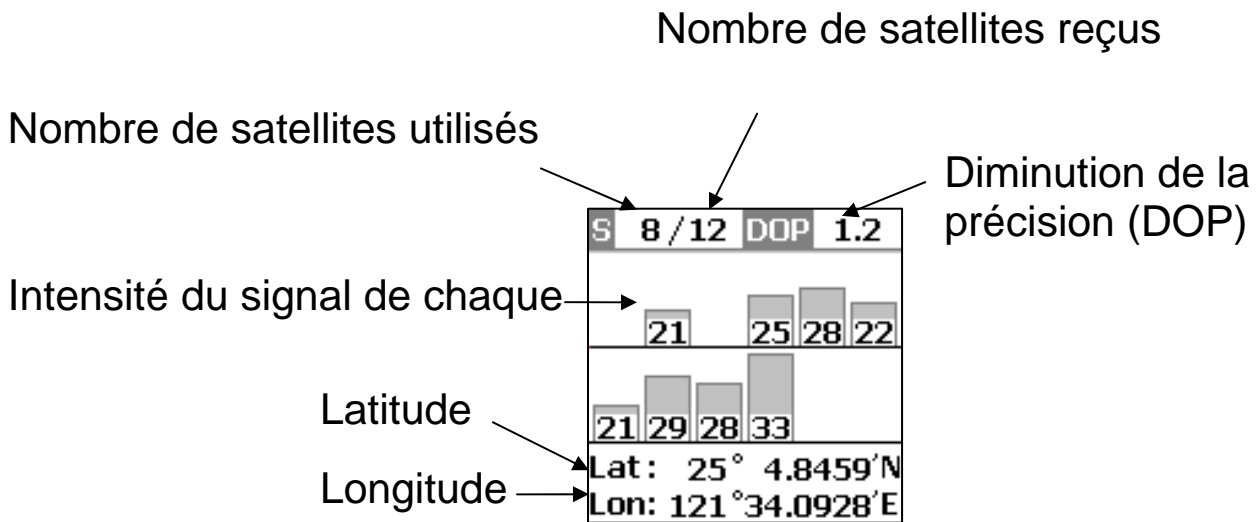 Nombre de satellites reçus
Nombre de satellites utilisés
Diminution de la
précision (DOP)
S 8/12 DOP 1.2
Intensité du signal de chaque
21 25 28 22
21 29 28 33
Latitude
Lat: 25° 4.8459′N
Longitude
Lon: 121°34.0928′E